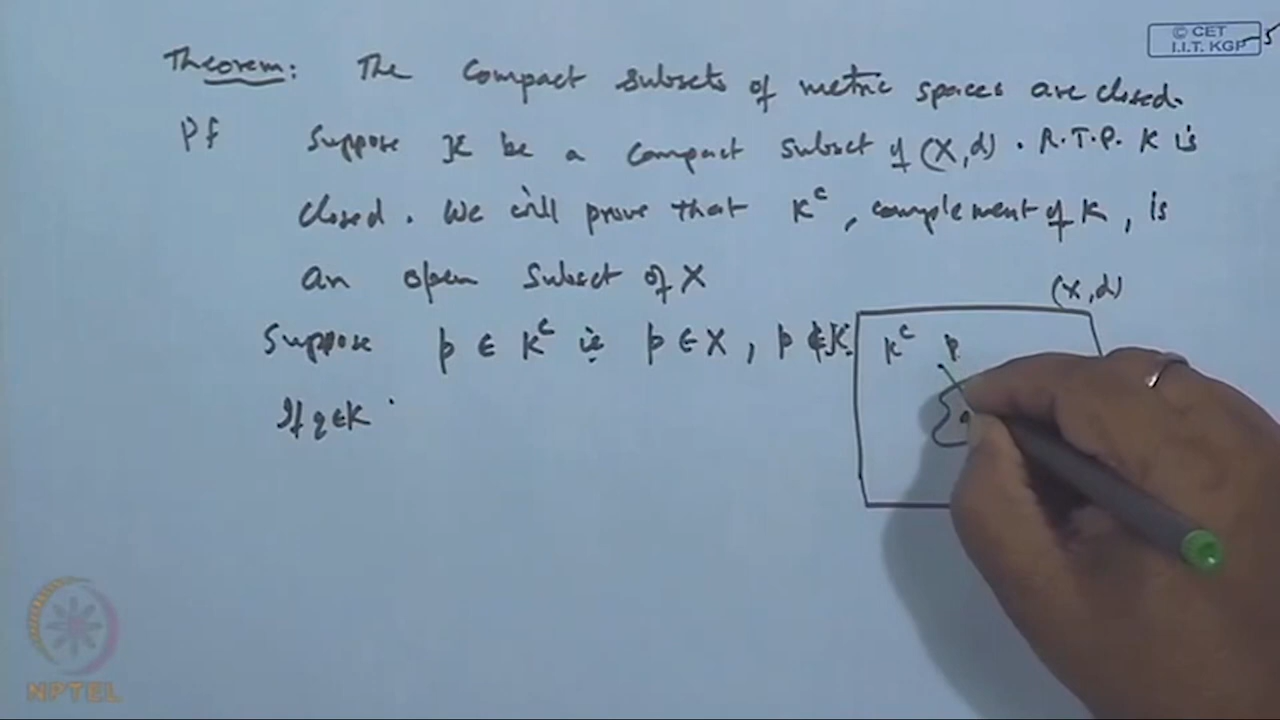 © CET
I.I.T. KGP
Theorem: The Compact Subsets of metric spaces are closed.
Pf Suppose K be a Compact Subset of (X,d). R.T.P. K is
closed. We will prove that K^c, complement of K, is
an open Subset of X
(X,d)
Suppose p ∈ K^c ie p ∈ X, p ∉ K.
K^c p
If q ∈ K
NPTEL